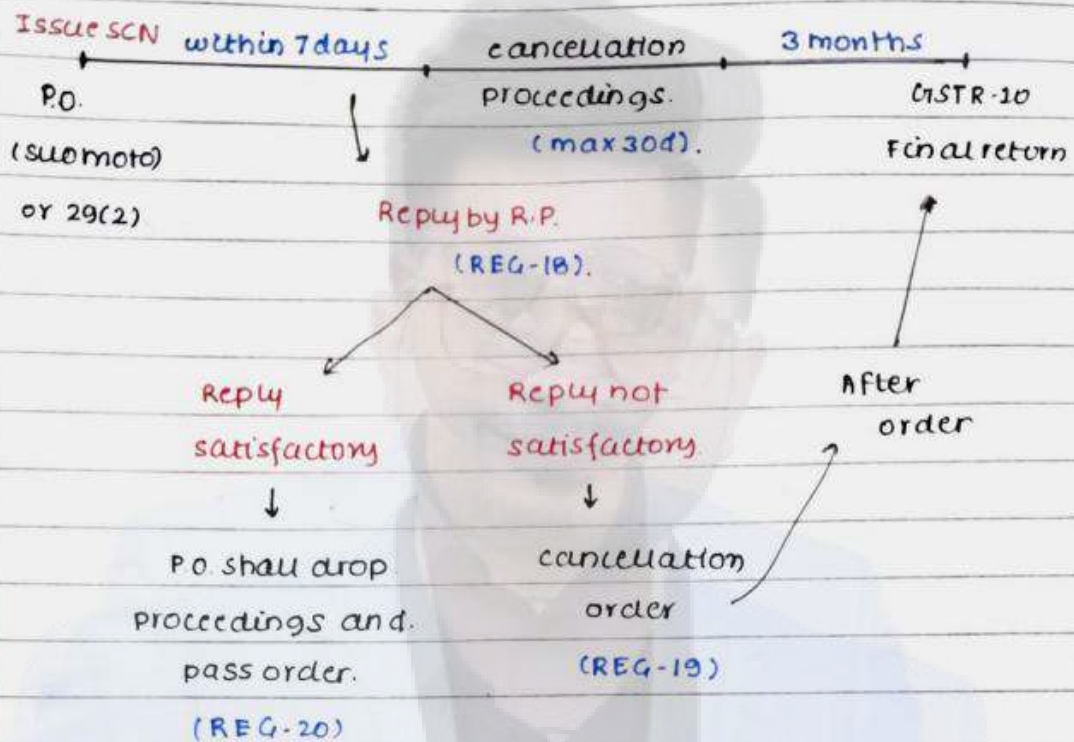 Issue SCN within 7 days cancellation 3 months
P.O. proceedings. GSTR-10
(suomoto) (max 30d). Final return
or 29(2) Reply by R.P.
(REG-18).
Reply Reply not After
satisfactory satisfactory order
P.O. shall drop cancellation
proceedings and. order
pass order. (REG-19)
(REG-20)